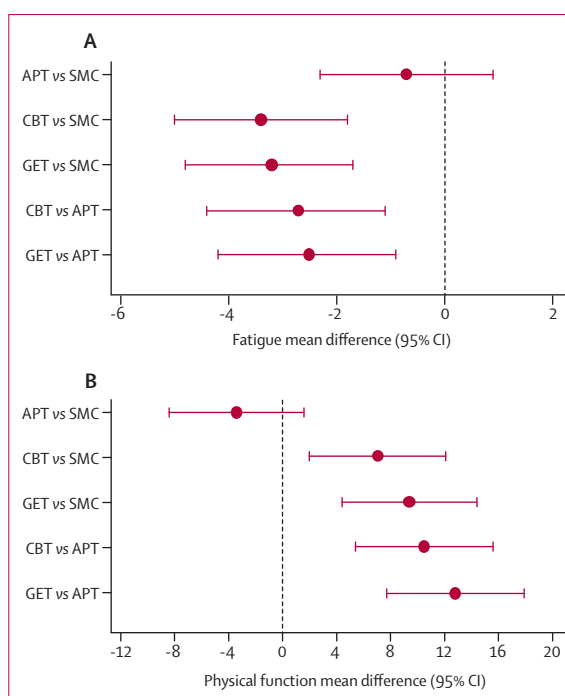 A
APT vs SMC
CBT vs SMC
GET vs SMC
CBT vs APT
GET vs APT
-6 -4 -2 0 2
Fatigue mean difference (95% CI)
B
APT vs SMC
CBT vs SMC
GET vs SMC
CBT vs APT
GET vs APT
-12 -8 -4 0 4 8 12 16 20
Physical function mean difference (95% CI)